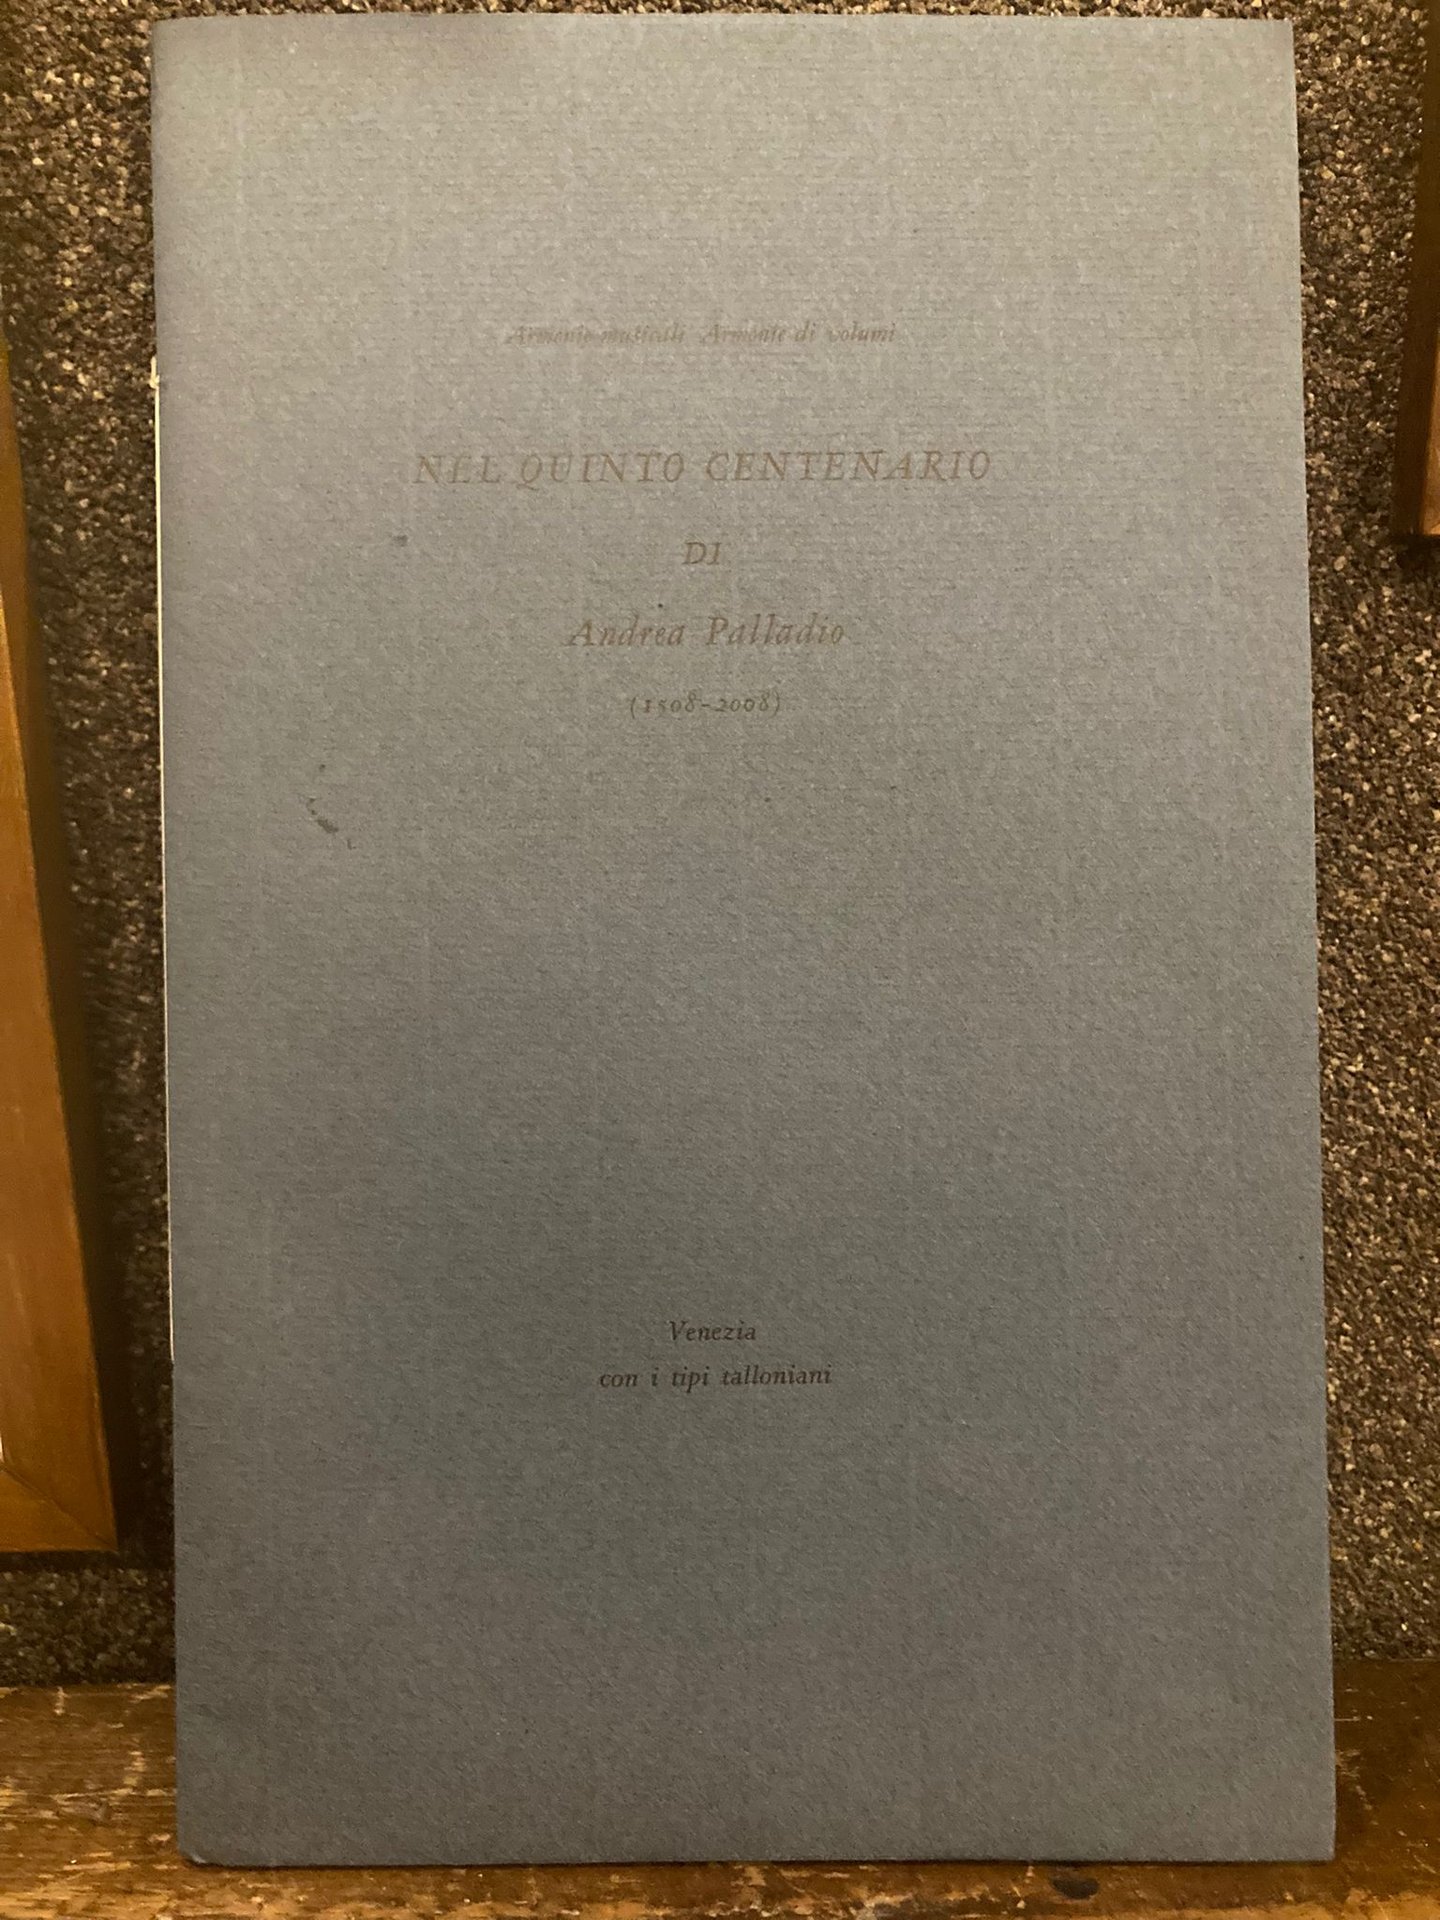 Armonie musicali Armonie di volumi
NEL QUINTO CENTENARIO
DI
Andrea Palladio
(1508-2008)
Venezia
con i tipi talloniani